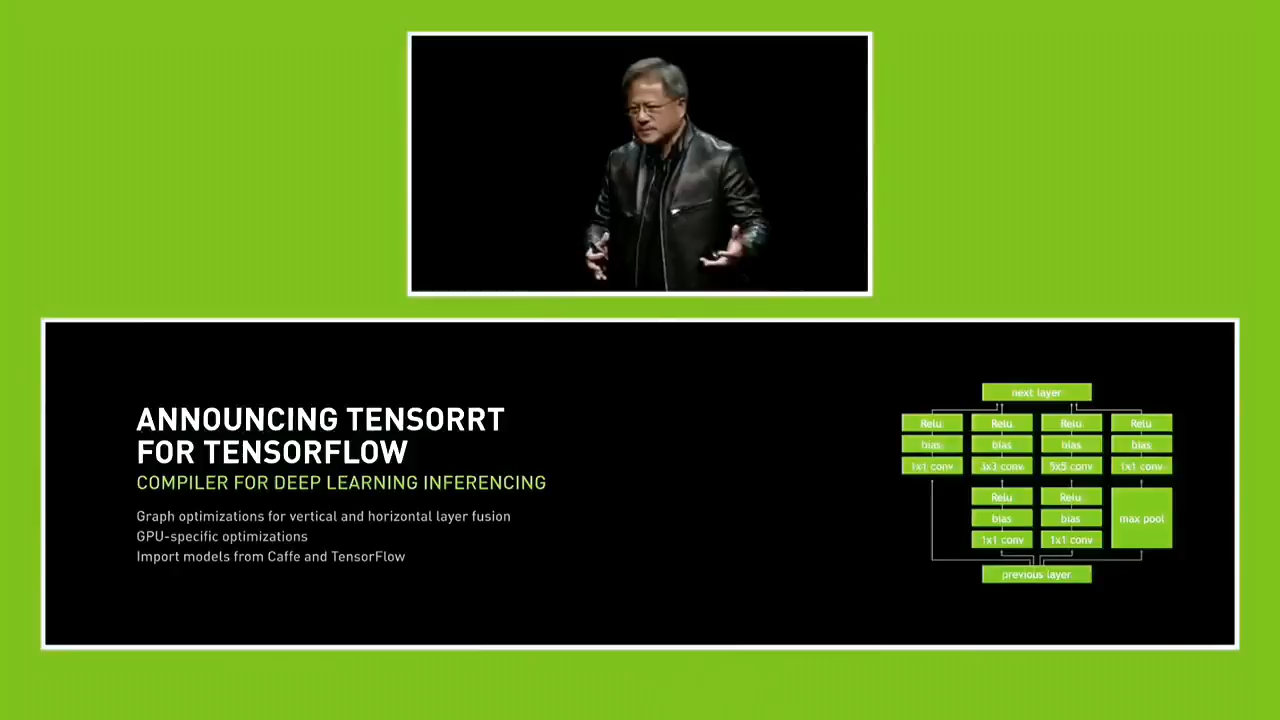 ANNOUNCING TENSORRT
FOR TENSORFLOW
COMPILER FOR DEEP LEARNING INFERENCING
Graph optimizations for vertical and horizontal layer fusion
GPU-specific optimizations
Import models from Caffe and TensorFlow
next layer
Relu Relu Relu Relu
bias bias bias bias
1x1 conv 3x3 conv 5x5 conv 1x1 conv
Relu Relu
bias bias max pool
1x1 conv 1x1 conv
previous layer